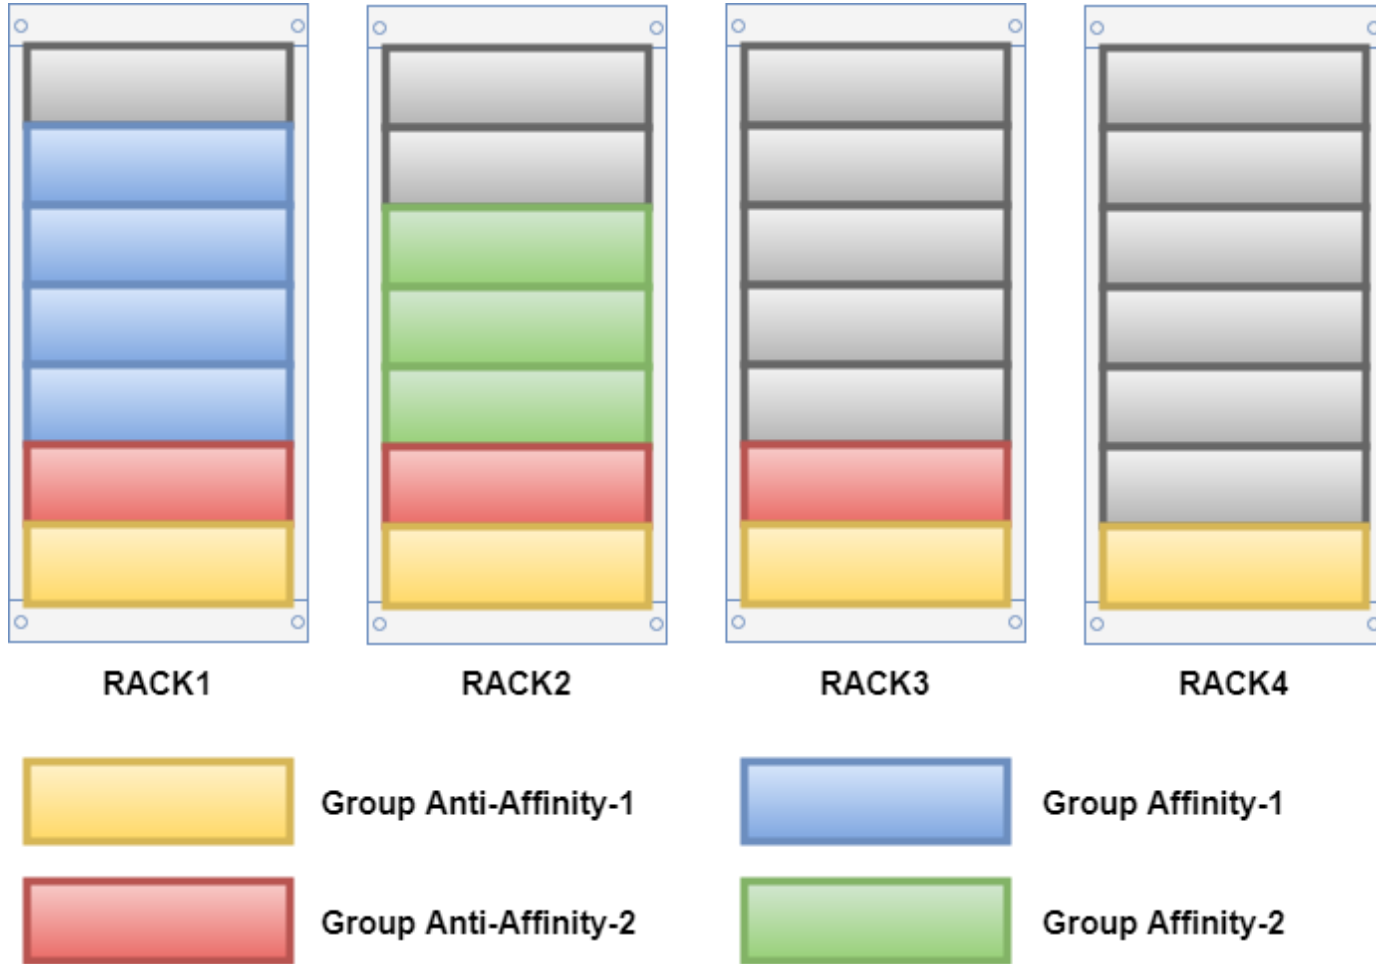 RACK1 RACK2 RACK3 RACK4
Group Anti-Affinity-1 Group Affinity-1
Group Anti-Affinity-2 Group Affinity-2